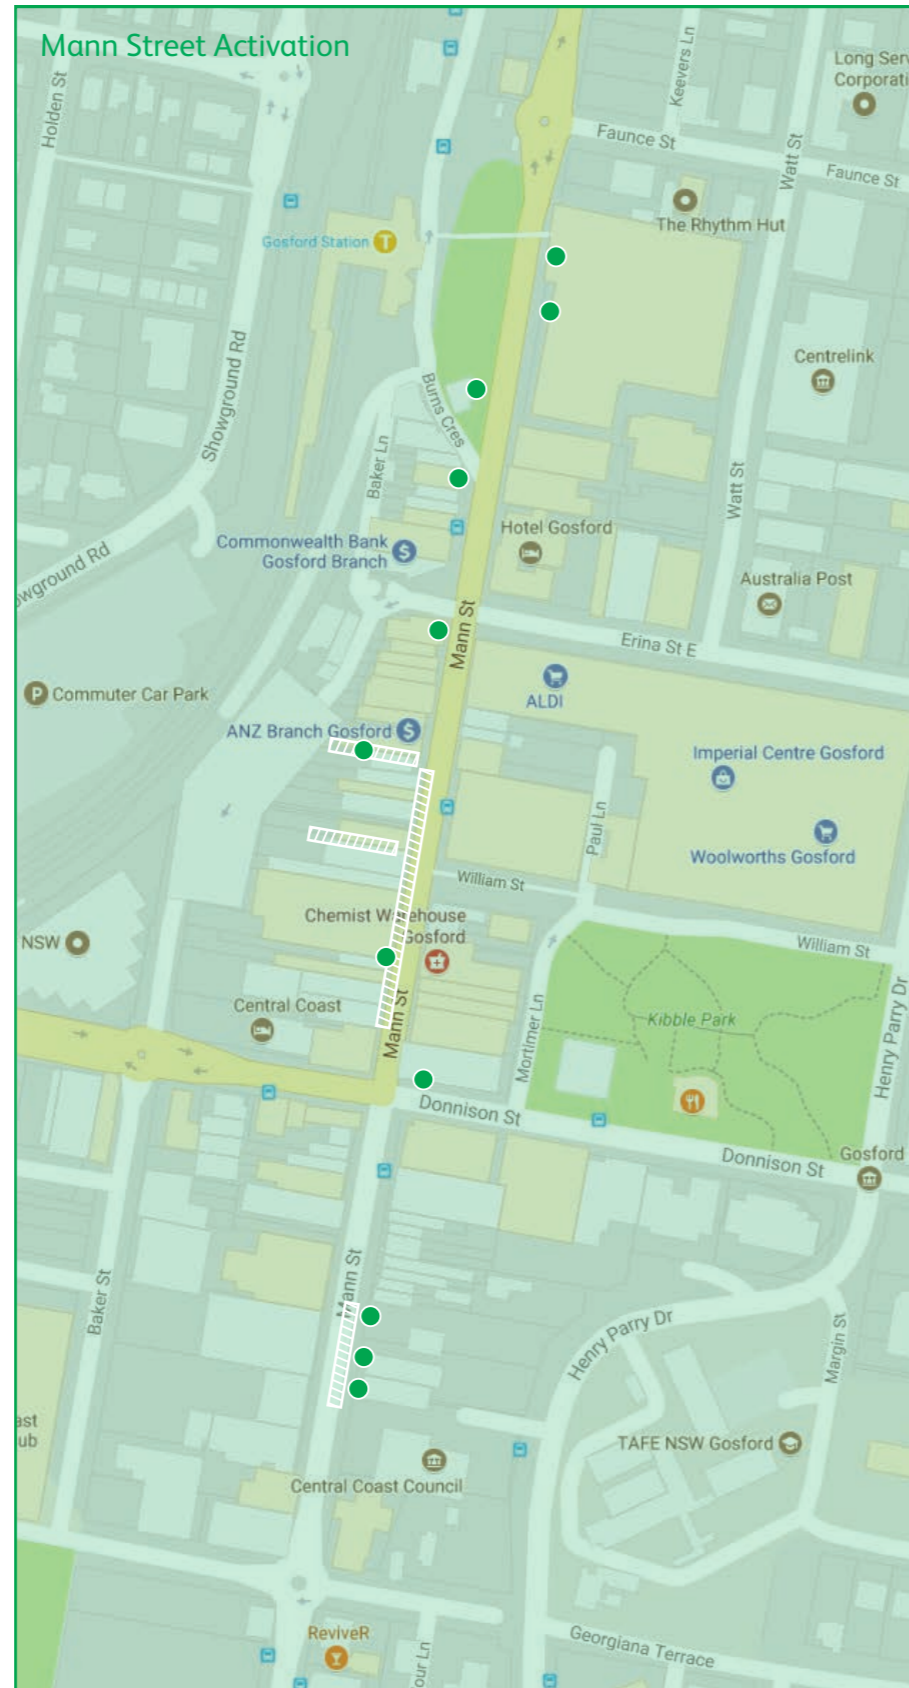 Mann Street Activation
Holden St
Keevers Ln
Long Serv
Corporati
Faunce St
Watt St
Faunce St
The Rhythm Hut
Gosford Station
T
Showground Rd
Centrelink
Burns Cres
Baker Ln
Watt St
Hotel Gosford
Commonwealth Bank
Gosford Branch
$
owground Rd
Australia Post
Mann St
Erina St E
P
Commuter Car Park
ALDI
ANZ Branch Gosford
$
Imperial Centre Gosford
Paul Ln
Woolworths Gosford
William St
Chemist W ehouse
Gosford
NSW
William St
Central Coast
Mann St
Mortimer Ln
Kibble Park
Henry Parry Dr
Donnison St
Donnison St
Gosford
Mann St
Baker St
Henry Parry Dr
Margin St
ast
ub
TAFE NSW Gosford
Central Coast Council
ReviveR
our Ln
Georgiana Terrace